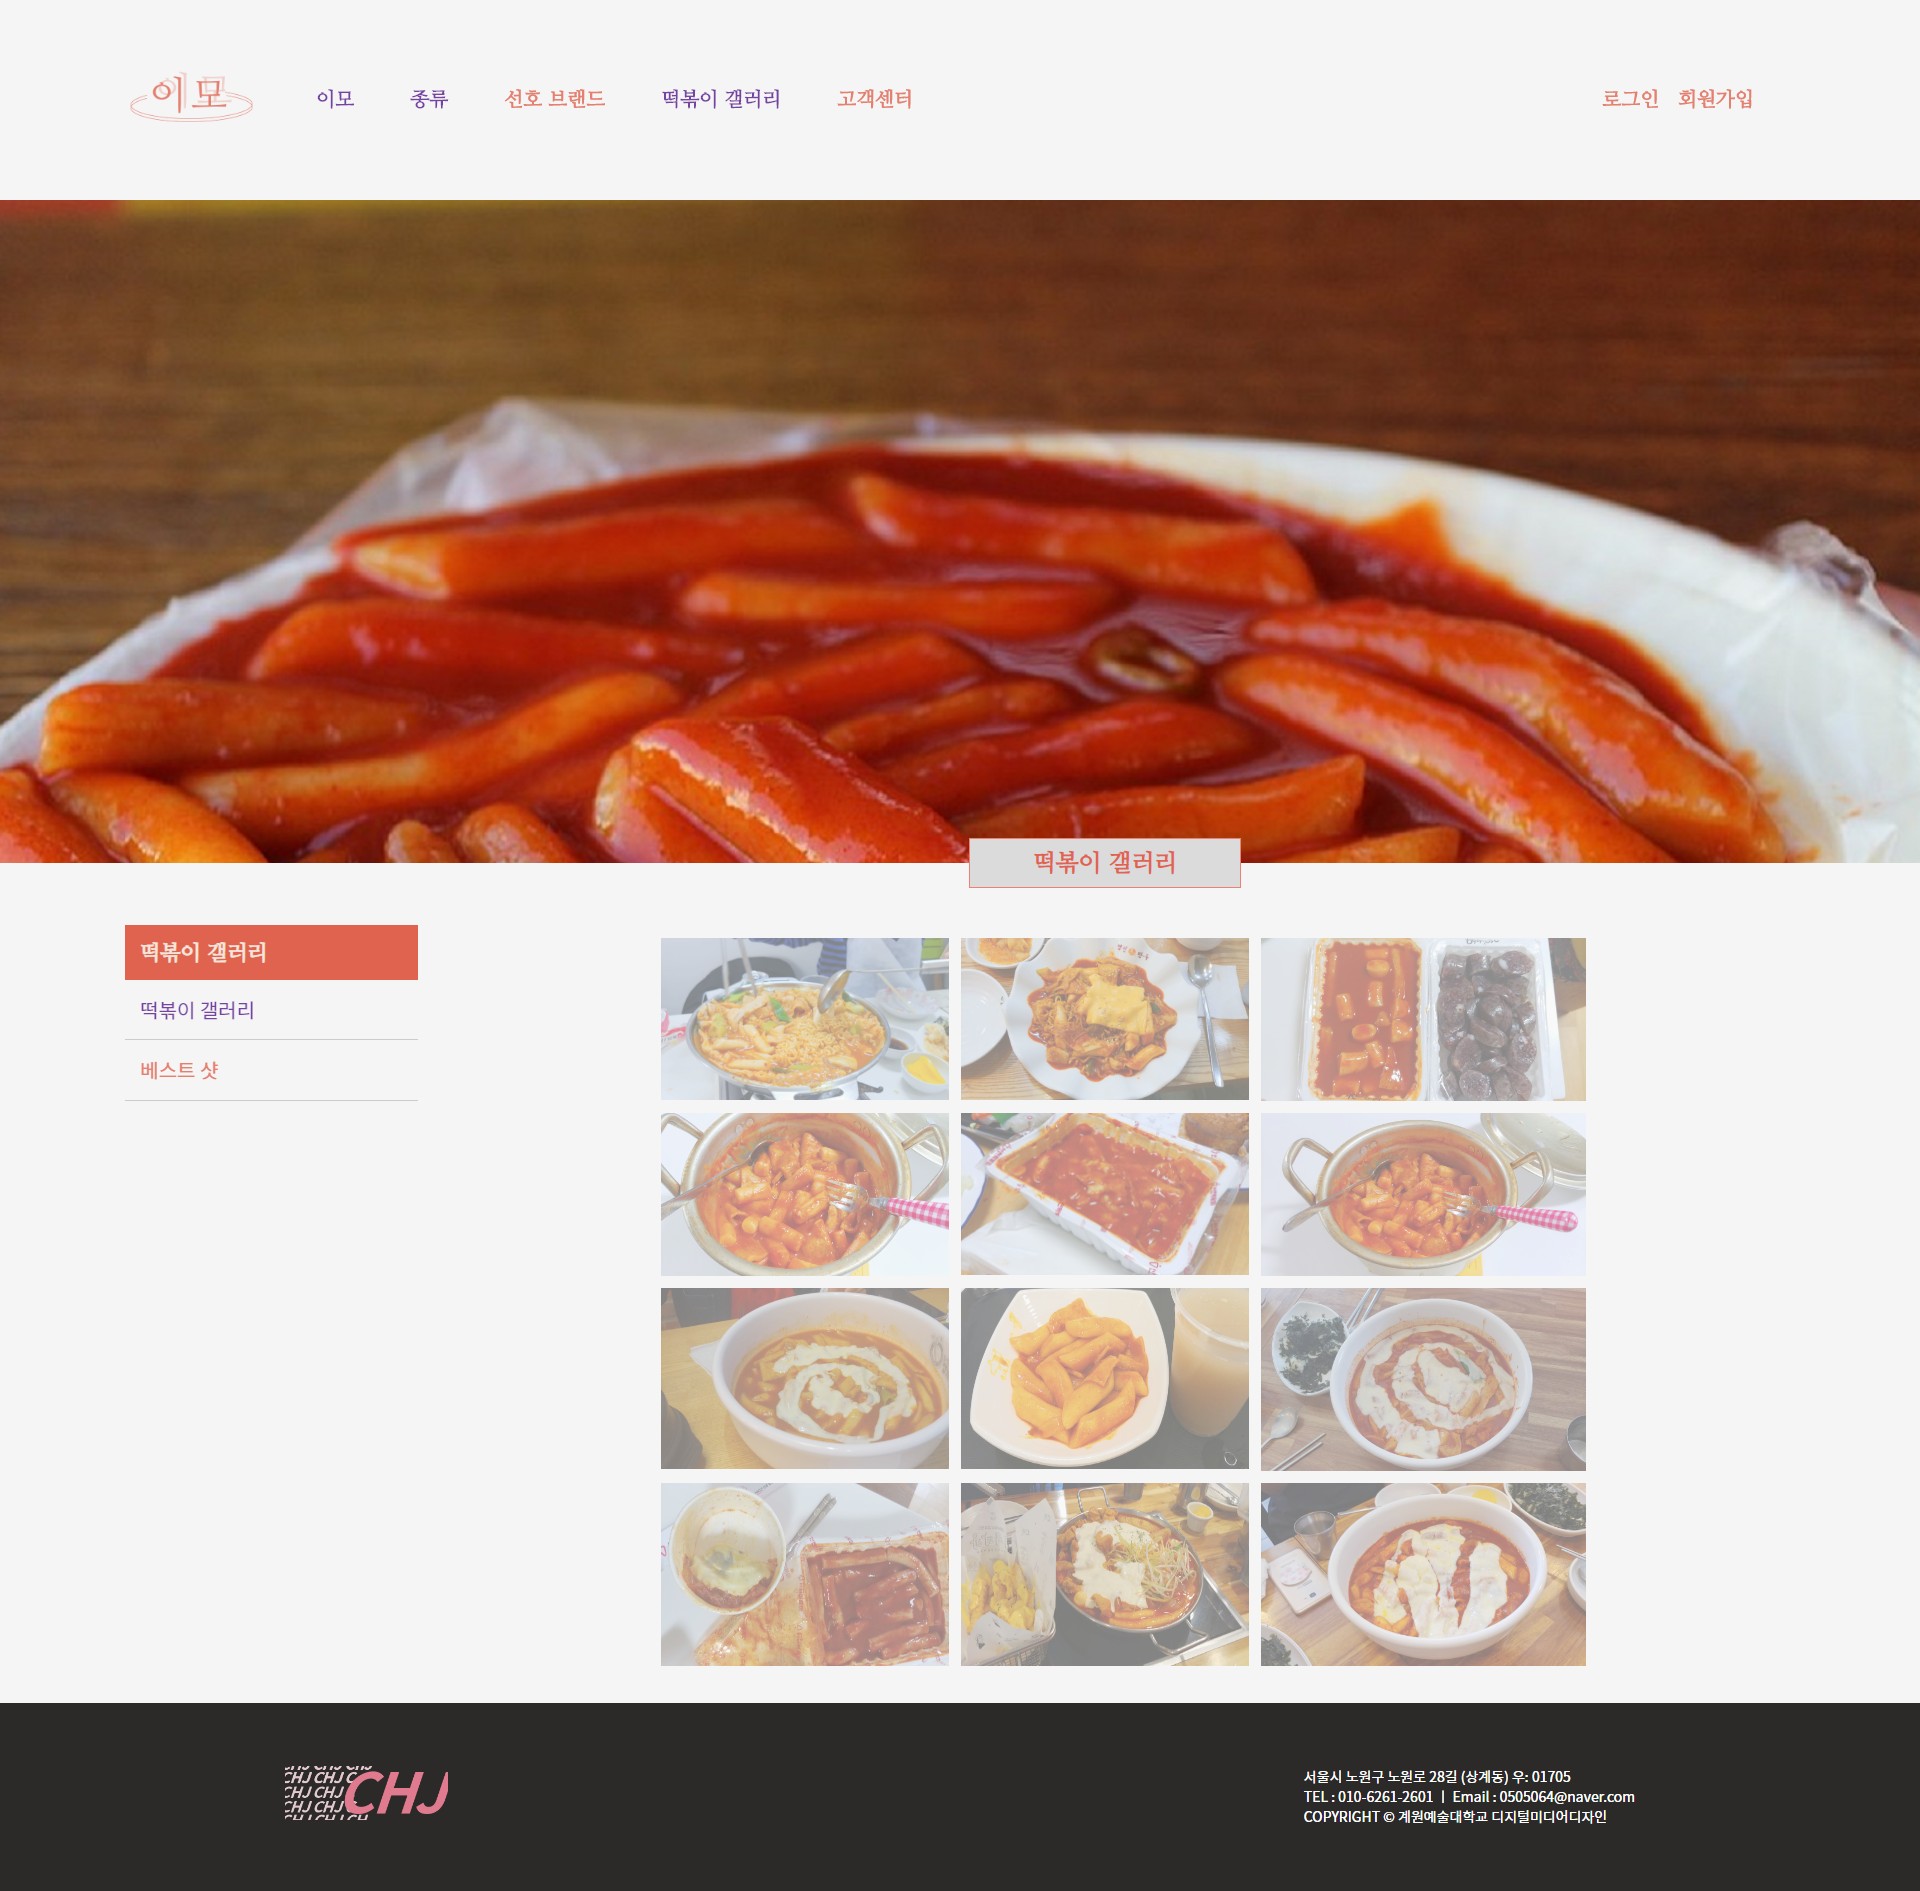 이모
이모 종류 선호 브랜드 떡볶이 갤러리 고객센터 로그인 회원가입
떡볶이 갤러리
떡볶이 갤러리
떡볶이 갤러리
베스트 샷
CHJ CHJ CHJ
CHJ CHJ C
CHJ CHJ
CHJ CHJ
CHJ CHJ CH
CHJ
서울시 노원구 노원로 28길 (상계동) 우: 01705
TEL : 010-6261-2601 ㅣ Email : 0505064@naver.com
COPYRIGHT © 계원예술대학교 디지털미디어디자인